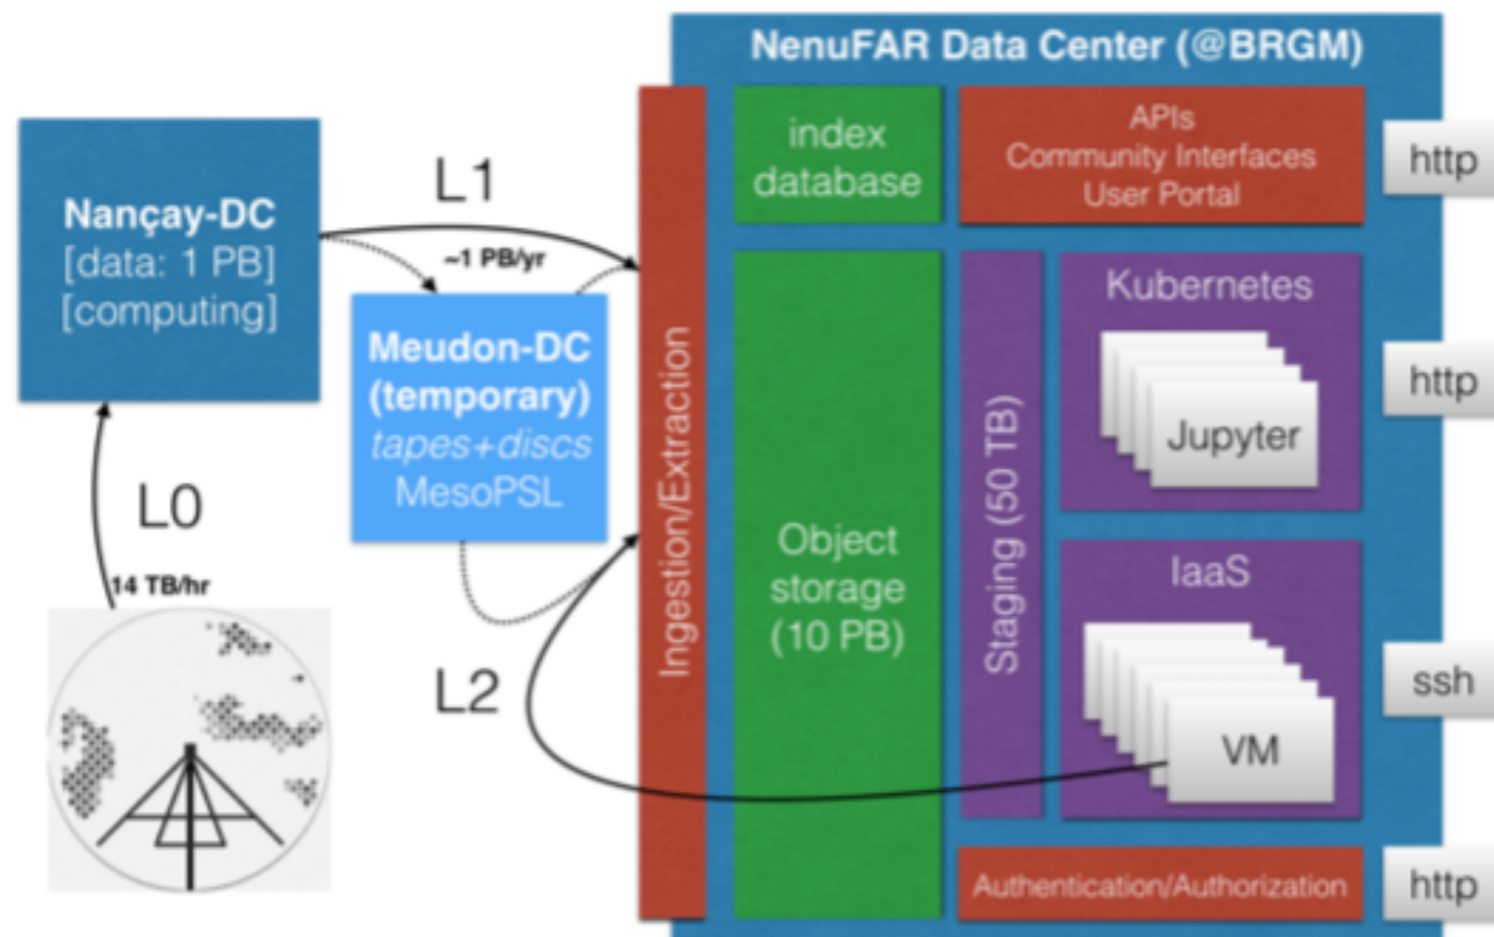 NenuFAR Data Center (@BRGM)
Nançay-DC
[data: 1 PB]
[computing]
L1
~1 PB/yr
Meudon-DC
(temporary)
tapes+discs
MesoPSL
L0
14 TB/hr
L2
Ingestion/Extraction
index
database
Object
storage
(10 PB)
APIs
Community Interfaces
User Portal
Staging (50 TB)
Kubernetes
Jupyter
IaaS
VM
Authentication/Authorization
http
http
ssh
http